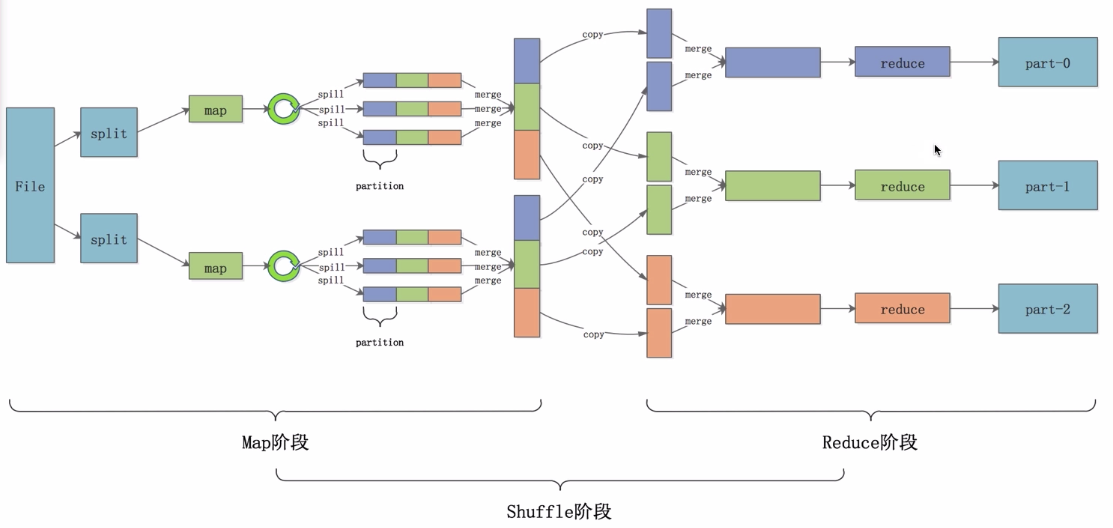 File
split
split
map
map
spill
spill
spill
partition
merge
merge
merge
spill
spill
spill
partition
merge
merge
merge
copy
copy
copy
copy
copy
copy
merge
merge
reduce
part-0
merge
merge
reduce
part-1
merge
merge
reduce
part-2
Map阶段
Reduce阶段
Shuffle阶段